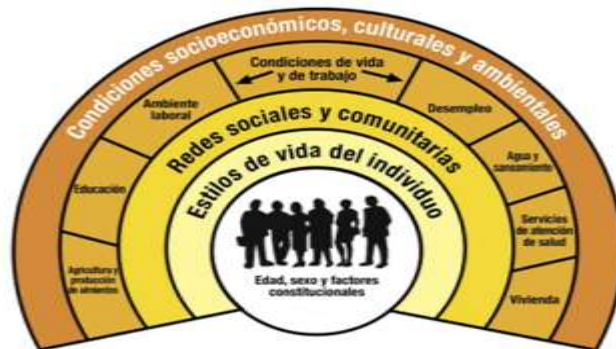 Condiciones socioeconómicos, culturales y ambientales
Condiciones de vida
y de trabajo
Ambiente
laboral
Desempleo
Redes sociales y comunitarias
Educación
Agua y
saneamiento
Estilos de vida del individuo
Servicies
de atención
de salud
Agricultura y
producción
de alimentos
Vivienda
Edad, sexo y factores
constitucionales